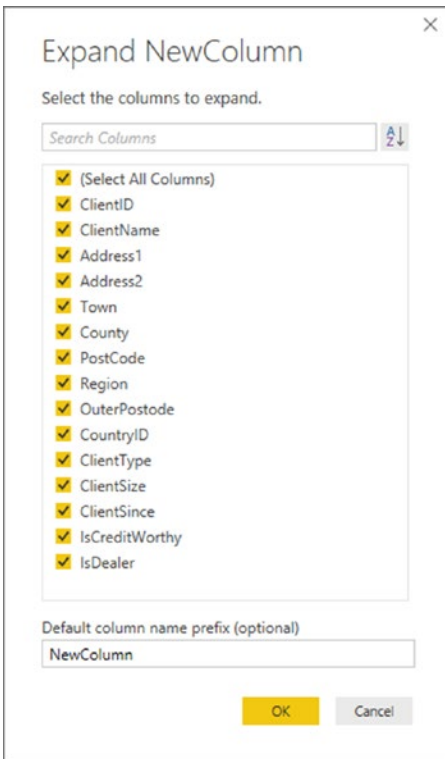 Expand NewColumn
Select the columns to expand.
Search Columns
(Select All Columns)
ClientID
ClientName
Address1
Address2
Town
County
PostCode
Region
OuterPostode
CountryID
ClientType
ClientSize
ClientSince
IsCreditWorthy
IsDealer
Default column name prefix (optional)
NewColumn
OK Cancel